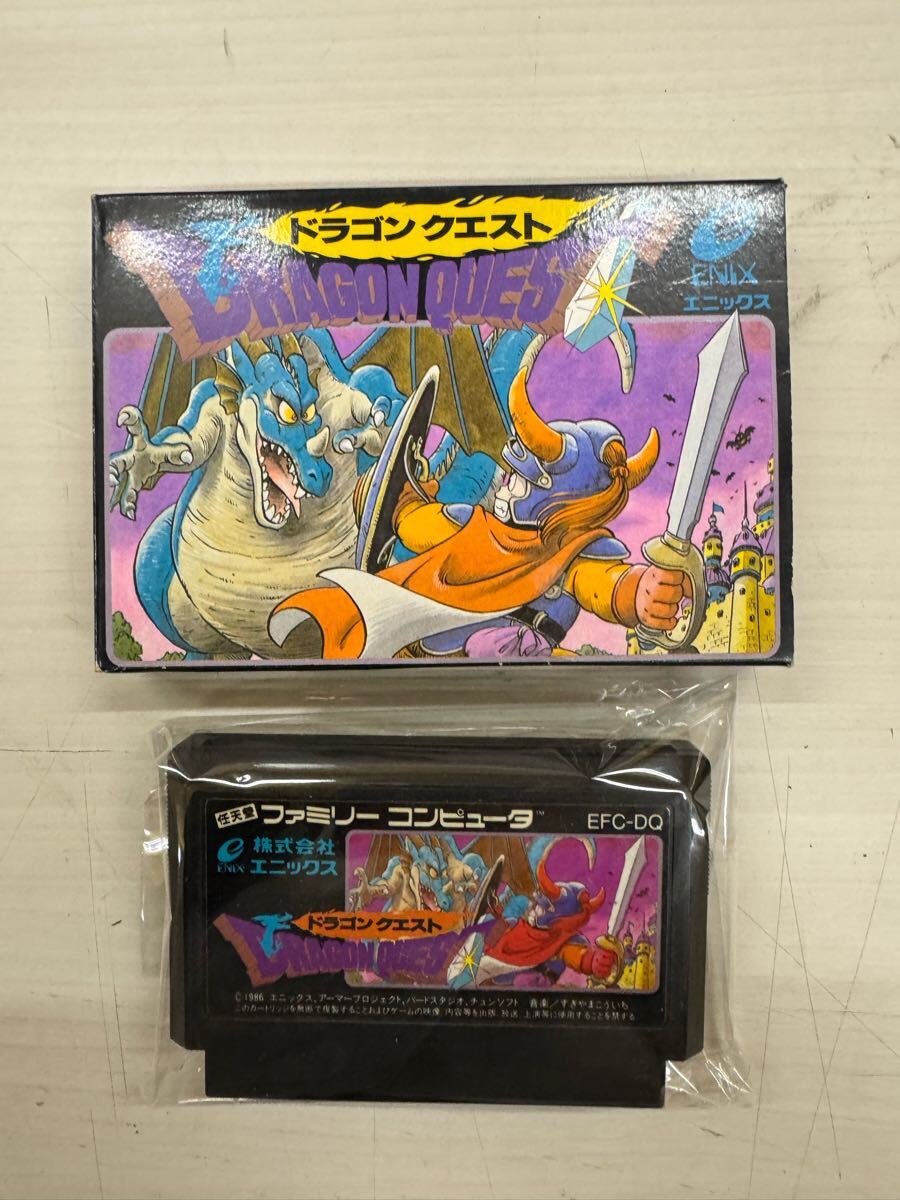 ドラゴン クエスト
DRAGON QUEST
ENIX
エニックス
任天堂 ファミリー コンピュータ™ EFC-DQ
ENIX 株式会社
エニックス
ドラゴン クエスト
DRAGON QUEST
©1986 エニックス、アーマープロジェクト、バードスタジオ、チュンソフト 音楽/すぎやまこういち
このカートリッジを無断で複製することおよびゲームの映像、内容等を出版、放送、上演等に使用することを禁ずる